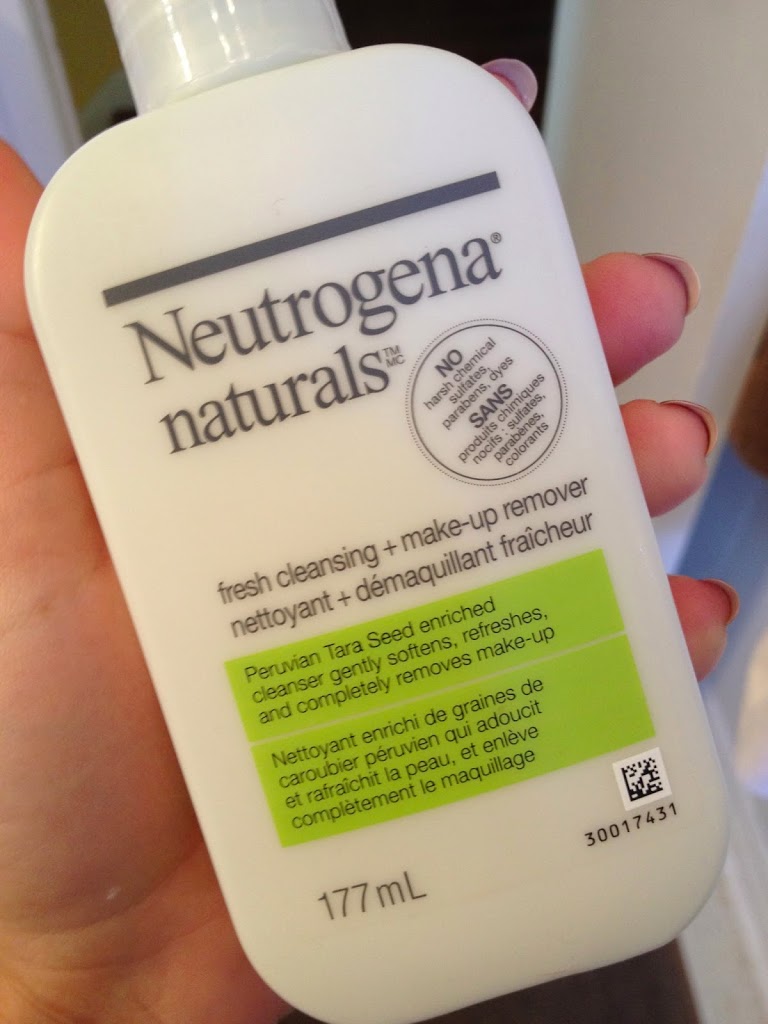 Neutrogena®
naturals™ MC
NO
harsh chemical
sulfates,
parabens, dyes
SANS
produits chimiques
nocifs : sulfates,
parabènes,
colorants
fresh cleansing + make-up remover
nettoyant + démaquillant fraîcheur
Peruvian Tara Seed enriched
cleanser gently softens, refreshes,
and completely removes make-up
Nettoyant enrichi de graines de
caroubier péruvien qui adoucit
et rafraîchit la peau, et enlève
complètement le maquillage
30017431
177 mL